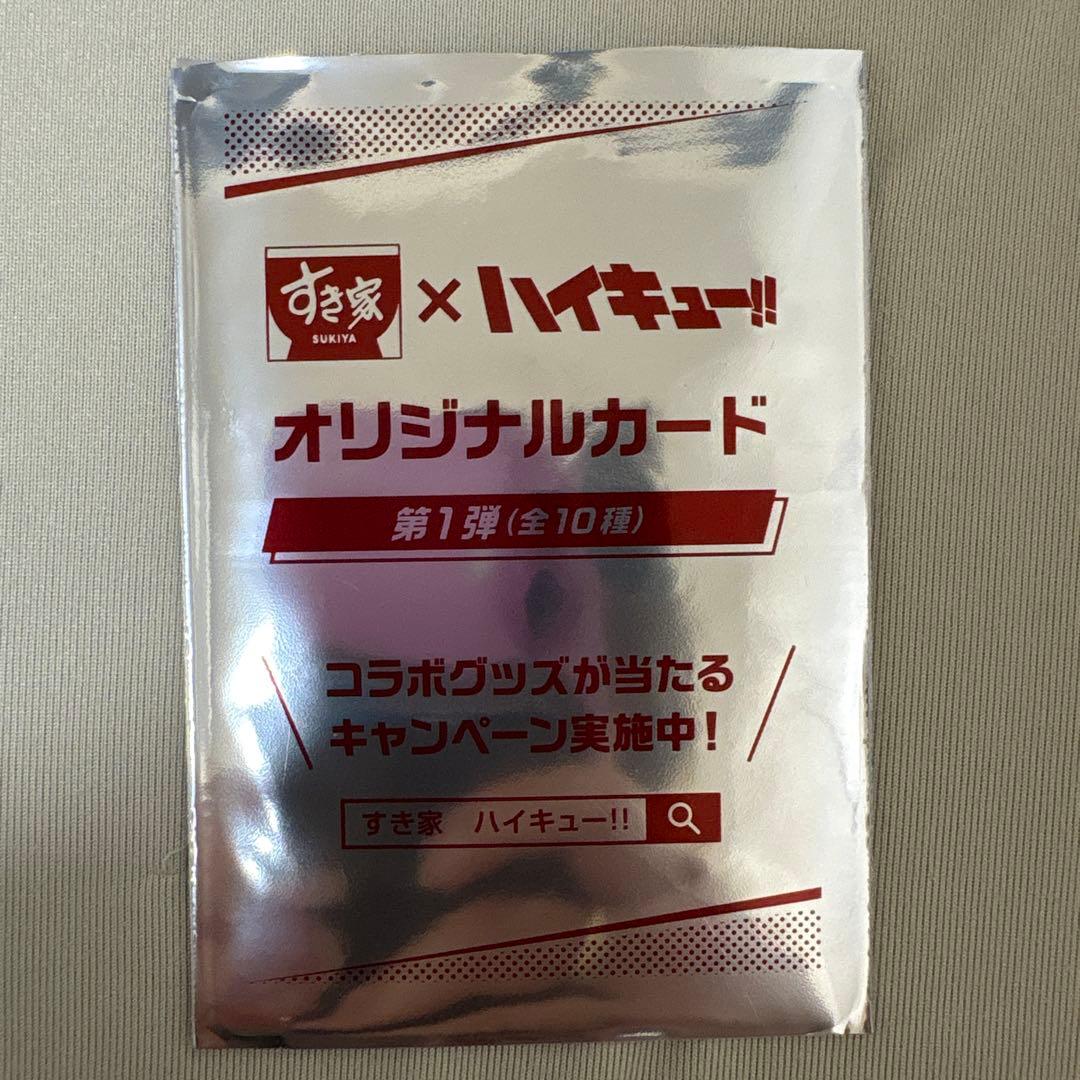 すき家 SUKIYA × ハイキュー!!
オリジナルカード
第1弾(全10種)
コラボグッズが当たる
キャンペーン実施中!
すき家 ハイキュー!!